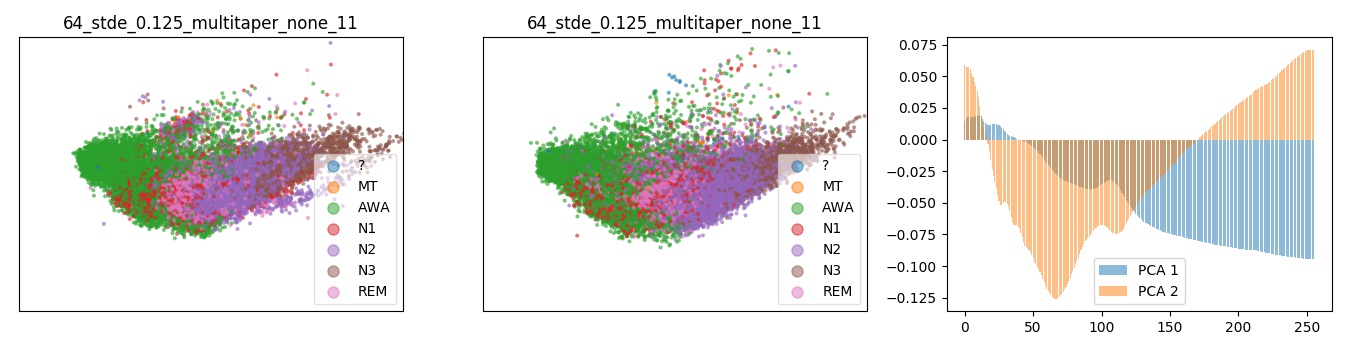 64_stde_0.125_multitaper_none_11
?
MT
AWA
N1
N2
N3
REM
64_stde_0.125_multitaper_none_11
?
MT
AWA
N1
N2
N3
REM
0.075
0.050
0.025
0.000
−0.025
−0.050
−0.075
−0.100
−0.125
PCA 1
PCA 2
0 50 100 150 200 250